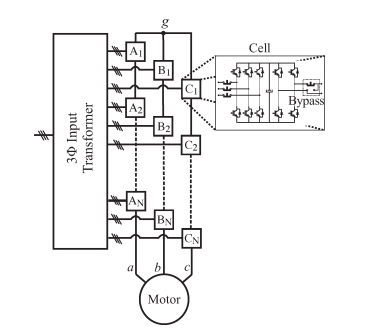 g
Cell
A1
B1
C1
Bypass
A2
B2
C2
3Φ Input
Transformer
AN
BN
CN
a b c
Motor